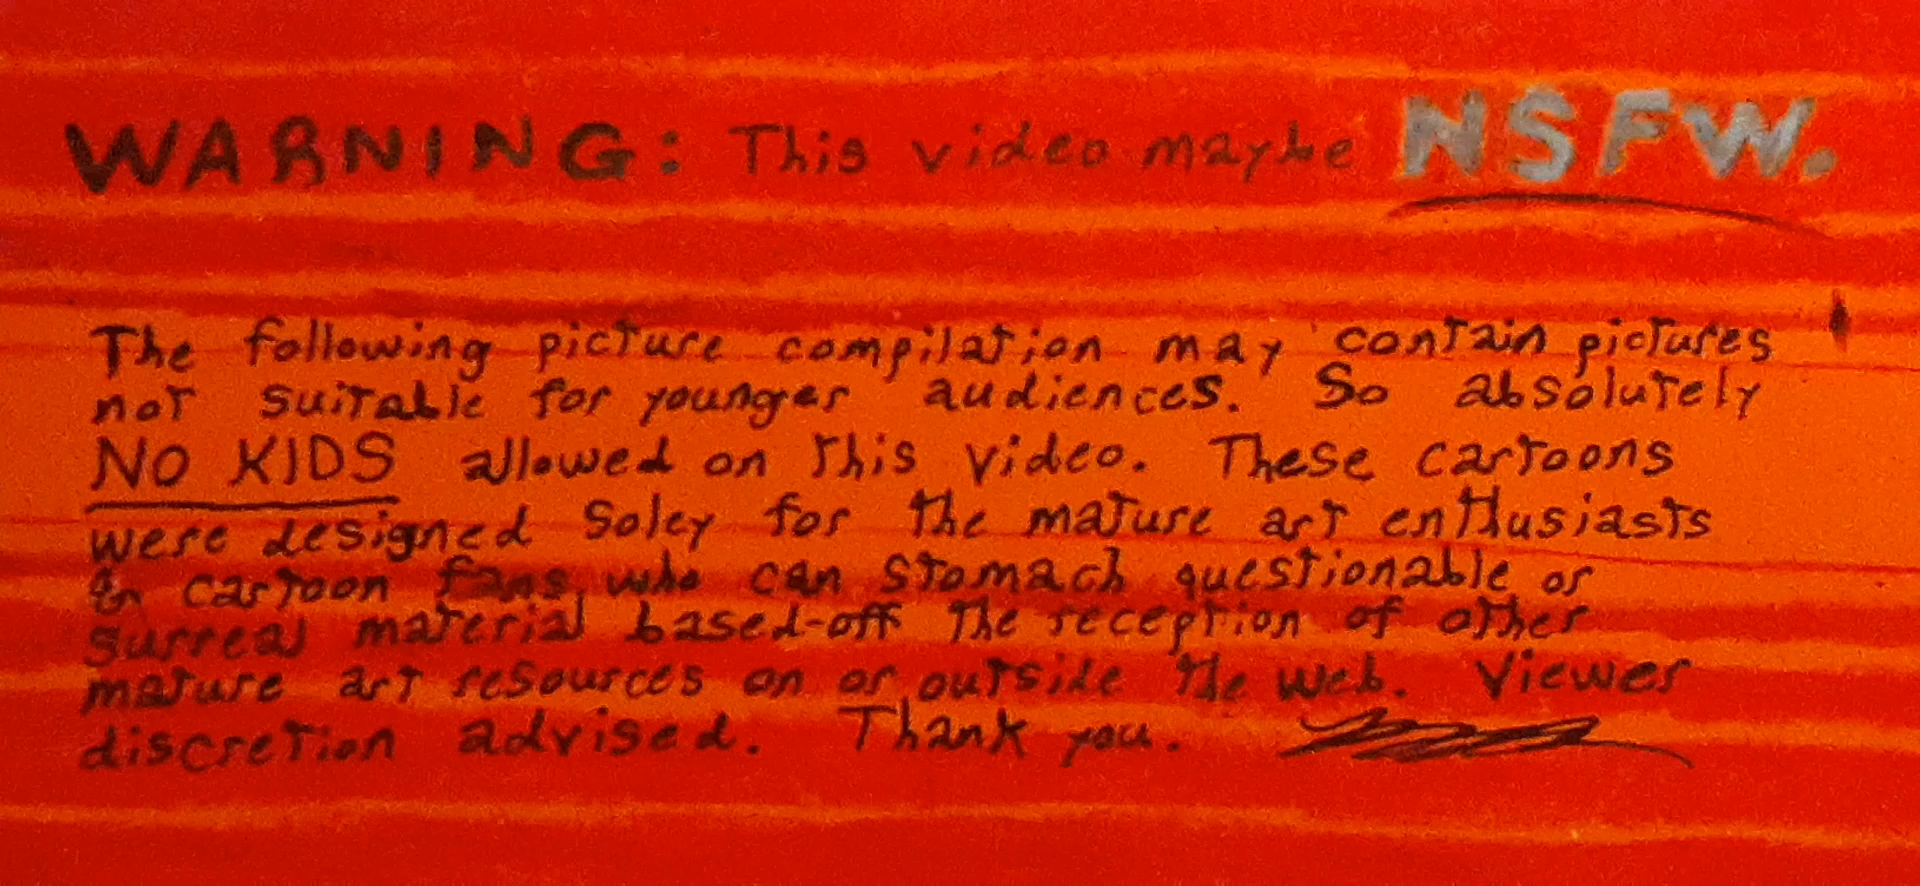 WARNING: This video maybe NSFW.
The following picture compilation may contain pictures
not suitable for younger audiences. So absolutely
NO KIDS allowed on this video. These cartoons
were designed soley for the mature art enthusiasts
& cartoon fans, who can stomach questionable or
surreal material based-off the reception of other
mature art resources on or outside the web. Viewer
discretion advised. Thank you.